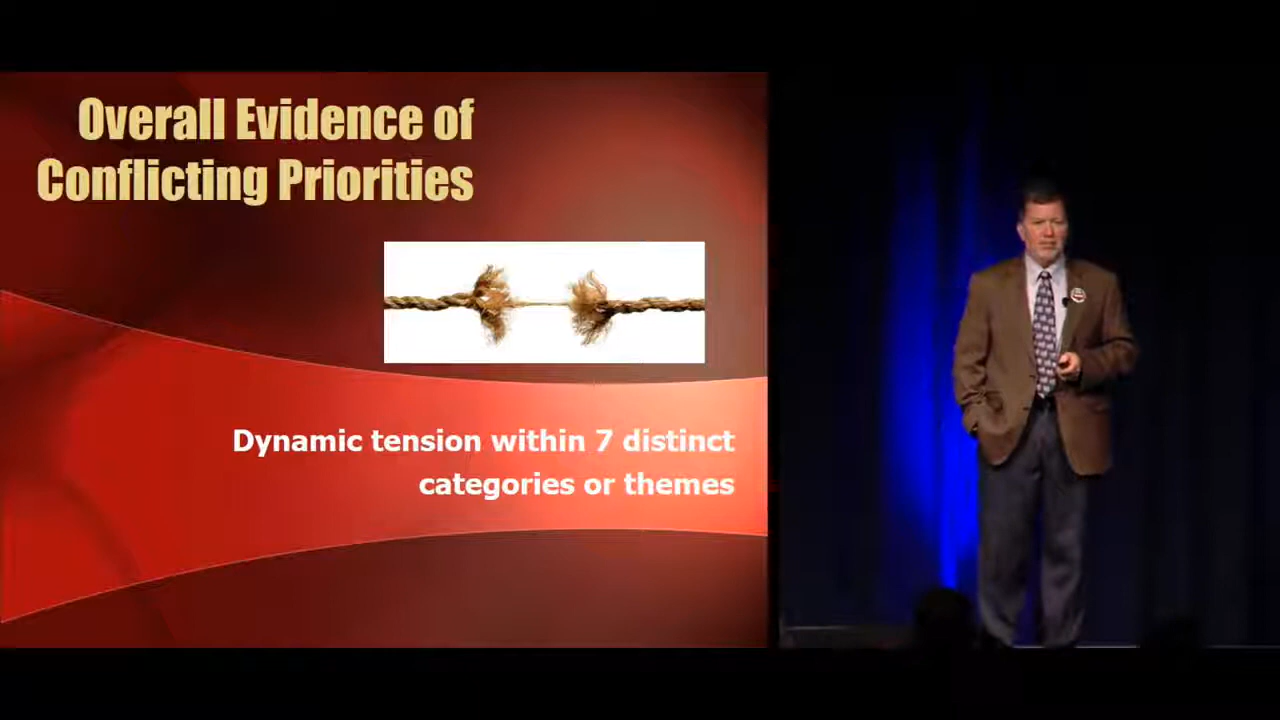 Overall Evidence of
Conflicting Priorities
Dynamic tension within 7 distinct
categories or themes